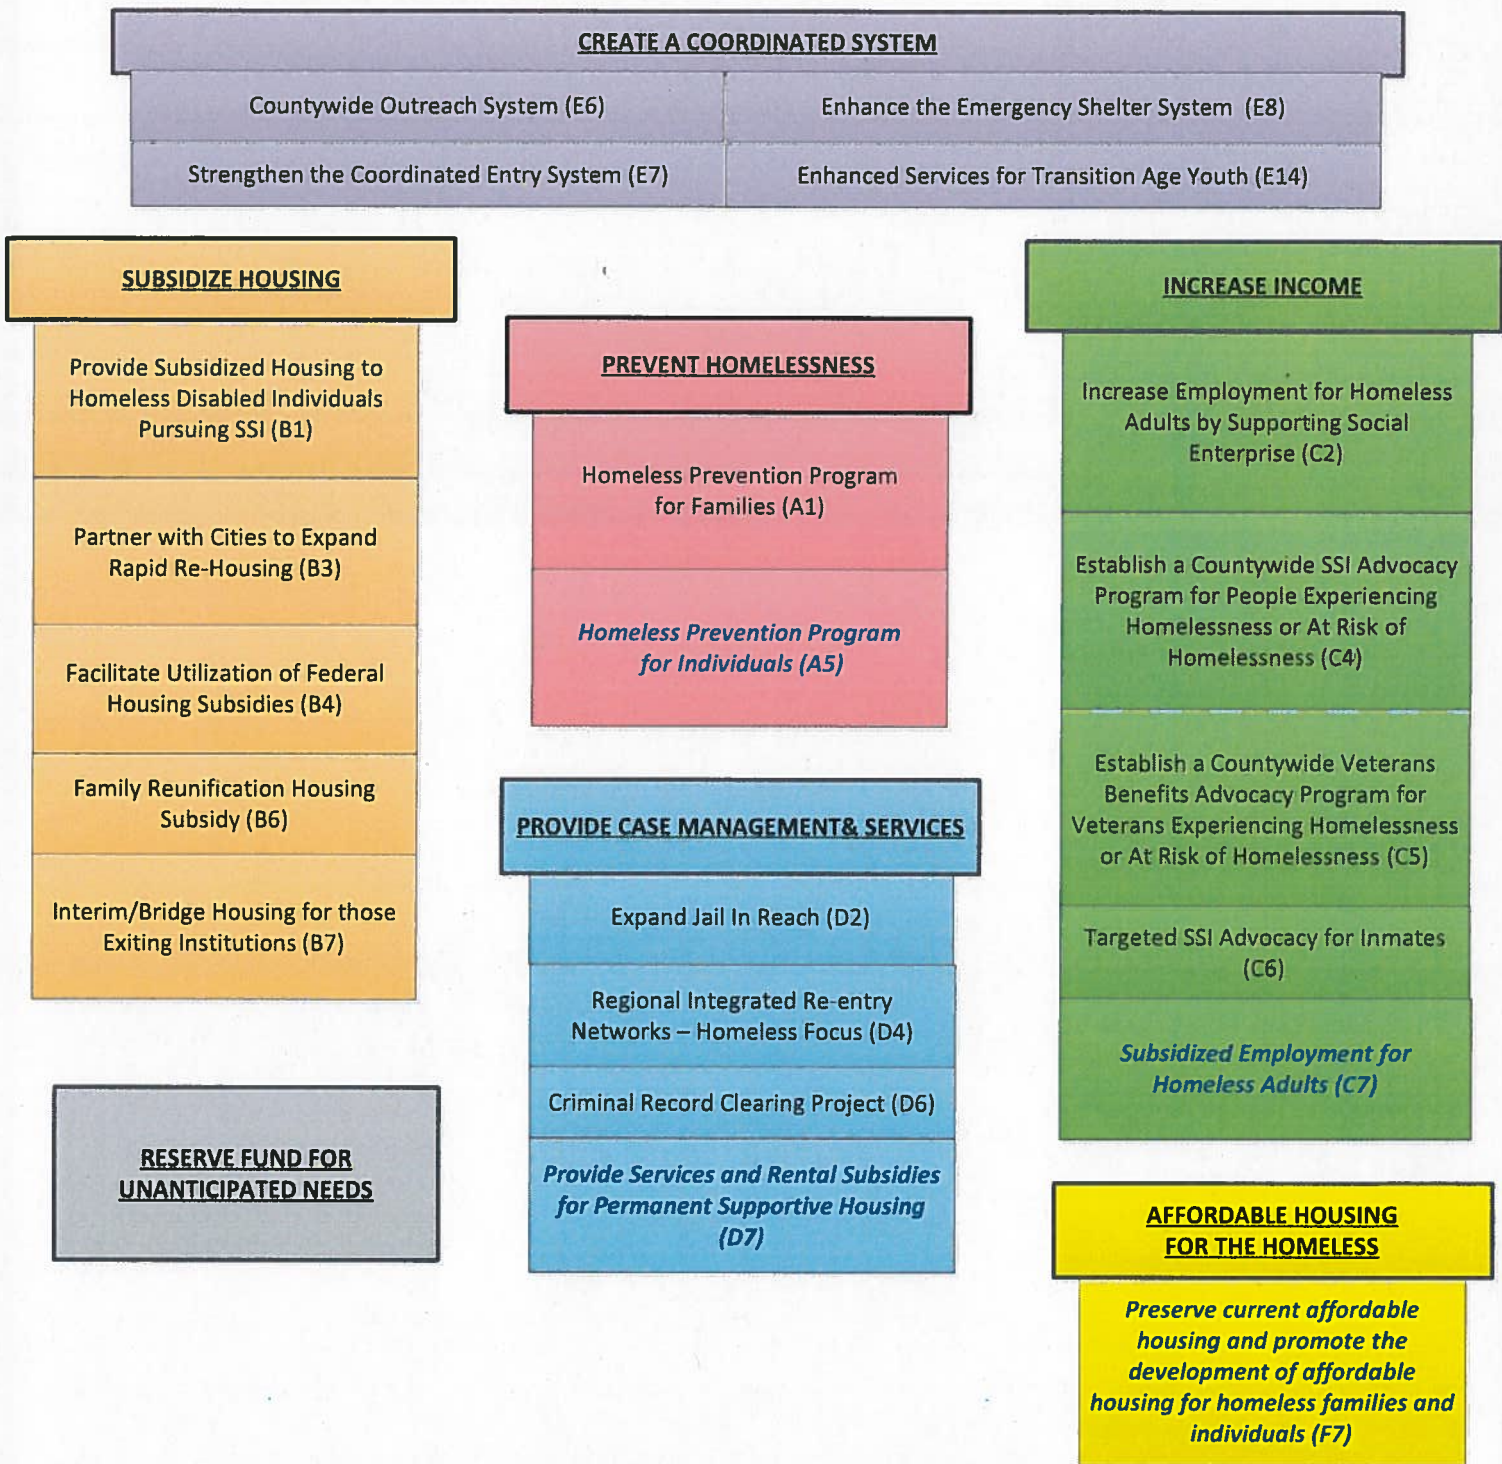 CREATE A COORDINATED SYSTEM
Countywide Outreach System (E6)
Enhance the Emergency Shelter System (E8)
Strengthen the Coordinated Entry System (E7)
Enhanced Services for Transition Age Youth (E14)
SUBSIDIZE HOUSING
Provide Subsidized Housing to
Homeless Disabled Individuals
Pursuing SSI (B1)
Partner with Cities to Expand
Rapid Re-Housing (B3)
Facilitate Utilization of Federal
Housing Subsidies (B4)
Family Reunification Housing
Subsidy (B6)
Interim/Bridge Housing for those
Exiting Institutions (B7)
RESERVE FUND FOR
UNANTICIPATED NEEDS
PREVENT HOMELESSNESS
Homeless Prevention Program
for Families (A1)
Homeless Prevention Program
for Individuals (A5)
PROVIDE CASE MANAGEMENT& SERVICES
Expand Jail In Reach (D2)
Regional Integrated Re-entry
Networks – Homeless Focus (D4)
Criminal Record Clearing Project (D6)
Provide Services and Rental Subsidies
for Permanent Supportive Housing
(D7)
INCREASE INCOME
Increase Employment for Homeless
Adults by Supporting Social
Enterprise (C2)
Establish a Countywide SSI Advocacy
Program for People Experiencing
Homelessness or At Risk of
Homelessness (C4)
Establish a Countywide Veterans
Benefits Advocacy Program for
Veterans Experiencing Homelessness
or At Risk of Homelessness (C5)
Targeted SSI Advocacy for Inmates
(C6)
Subsidized Employment for
Homeless Adults (C7)
AFFORDABLE HOUSING
FOR THE HOMELESS
Preserve current affordable
housing and promote the
development of affordable
housing for homeless families and
individuals (F7)